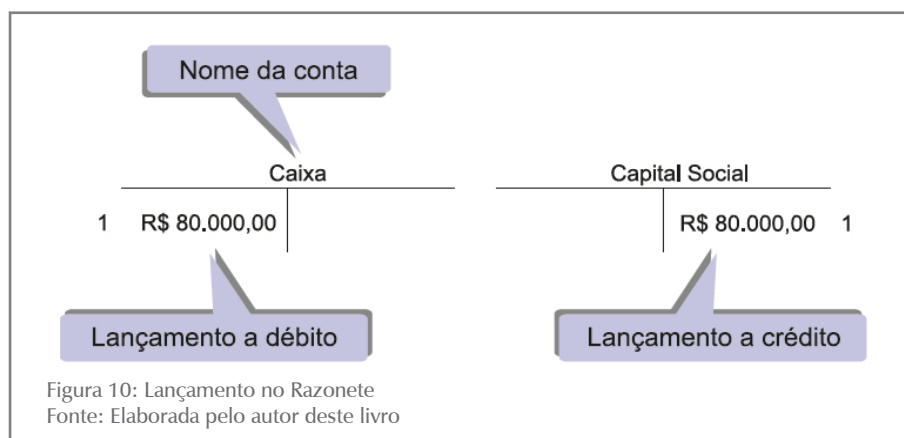 Nome da conta
Caixa
Capital Social
1 R$ 80.000,00
R$ 80.000,00 1
Lançamento a débito
Lançamento a crédito
Figura 10: Lançamento no Razonete
Fonte: Elaborada pelo autor deste livro